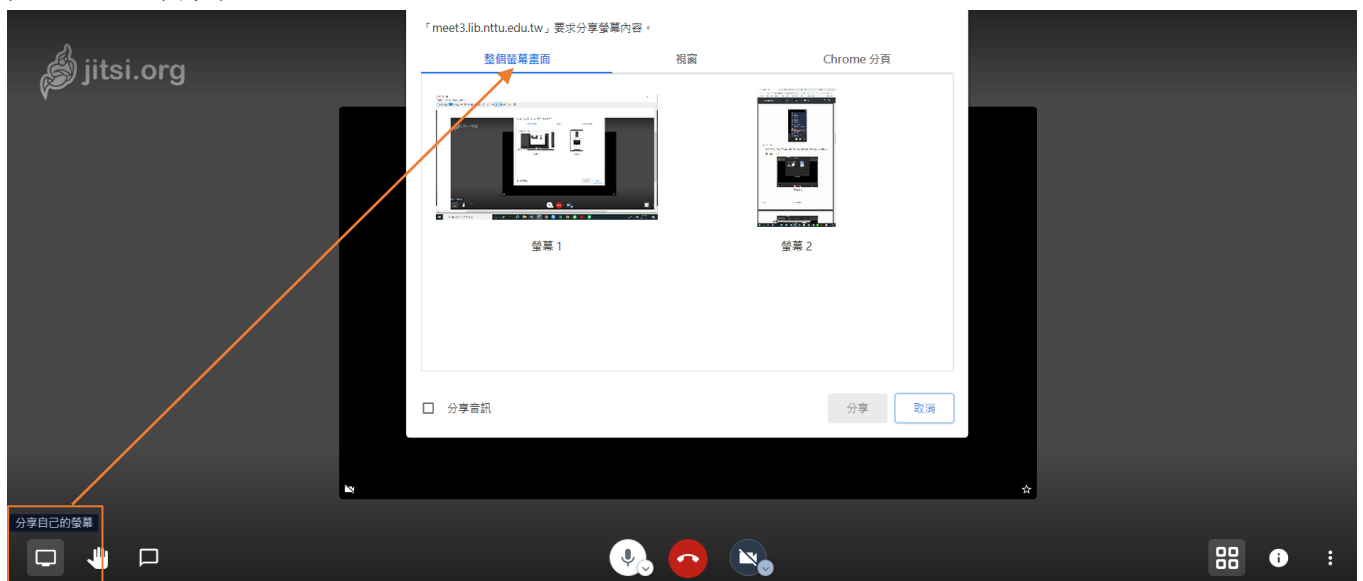 「meet3.lib.nttu.edu.tw」要求分享螢幕內容。
整個螢幕畫面
視窗
Chrome 分頁
jitsi.org
螢幕 1
螢幕 2
分享音訊
分享
取消
分享自己的螢幕